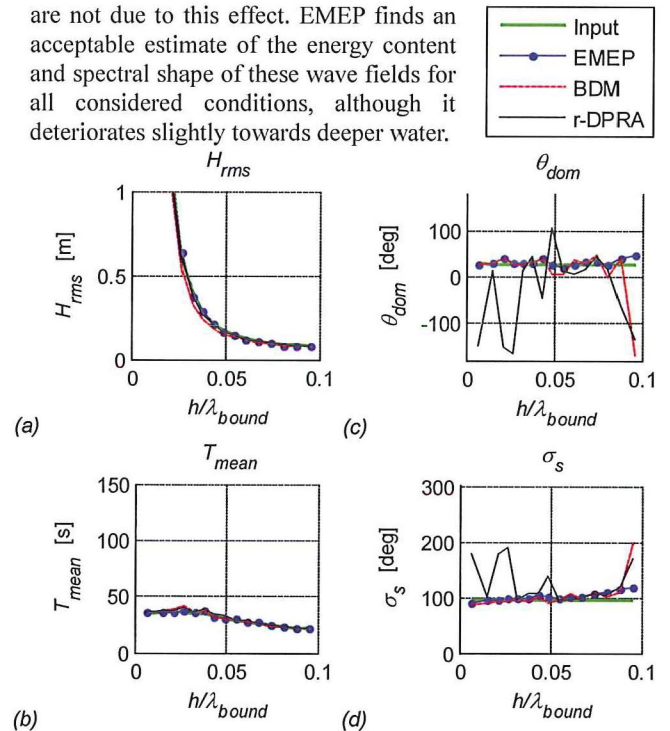 are not due to this effect. EMEP finds an
acceptable estimate of the energy content
and spectral shape of these wave fields for
all considered conditions, although it
deteriorates slightly towards deeper water.
Input
EMEP
BDM
r-DPRA
H_rms
1
0.5
0
H_rms [m]
0 0.05 0.1
h/λ_bound
(a)
θ_dom
100
0
-100
θ_dom [deg]
0 0.05 0.1
h/λ_bound
(c)
T_mean
150
100
50
0
T_mean [s]
0 0.05 0.1
h/λ_bound
(b)
σ_s
300
200
100
0
σ_s [deg]
0 0.05 0.1
h/λ_bound
(d)